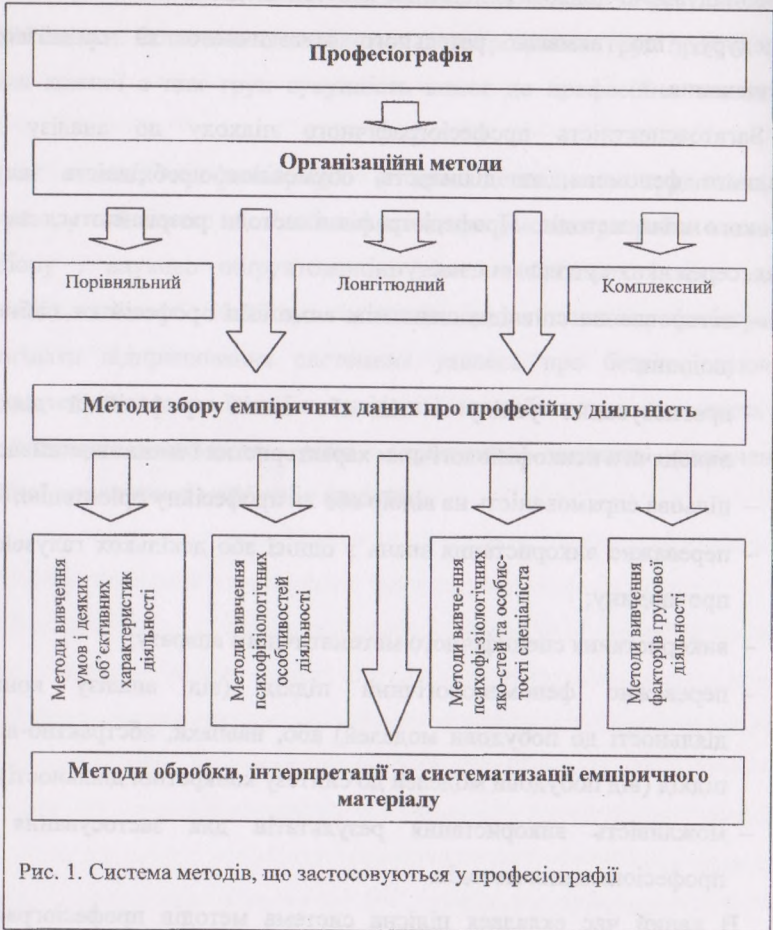 Професіографія
Організаційні методи
Порівняльний Лонгітюдний Комплексний
Методи збору емпіричних даних про професійну діяльність
Методи вивчення
умов і деяких
об’єктивних
характеристик
діяльності
Методи вивчення
психофізіологічних
особливостей
діяльності
Методи вивче-ння
психофізіологічних
яко-стей та особис-
тості спеціаліста
Методи вивчення
факторів групової
діяльності
Методи обробки, інтерпретації та систематизації емпіричного
матеріалу
Рис. 1. Система методів, що застосовуються у професіографії